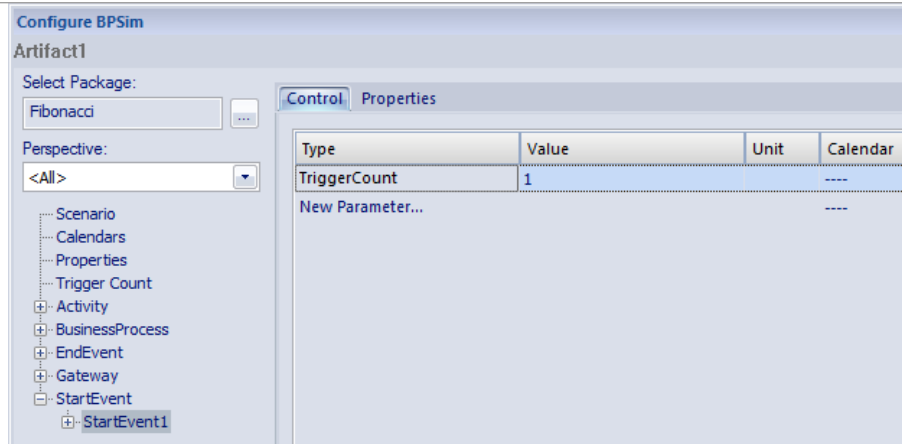 Configure BPSim
Artifact1
Select Package:
Fibonacci
...
Perspective:
<All>
Scenario
Calendars
Properties
Trigger Count
Activity
BusinessProcess
EndEvent
Gateway
StartEvent
StartEvent1
Control Properties
Type Value Unit Calendar
TriggerCount 1 ----
New Parameter... ----